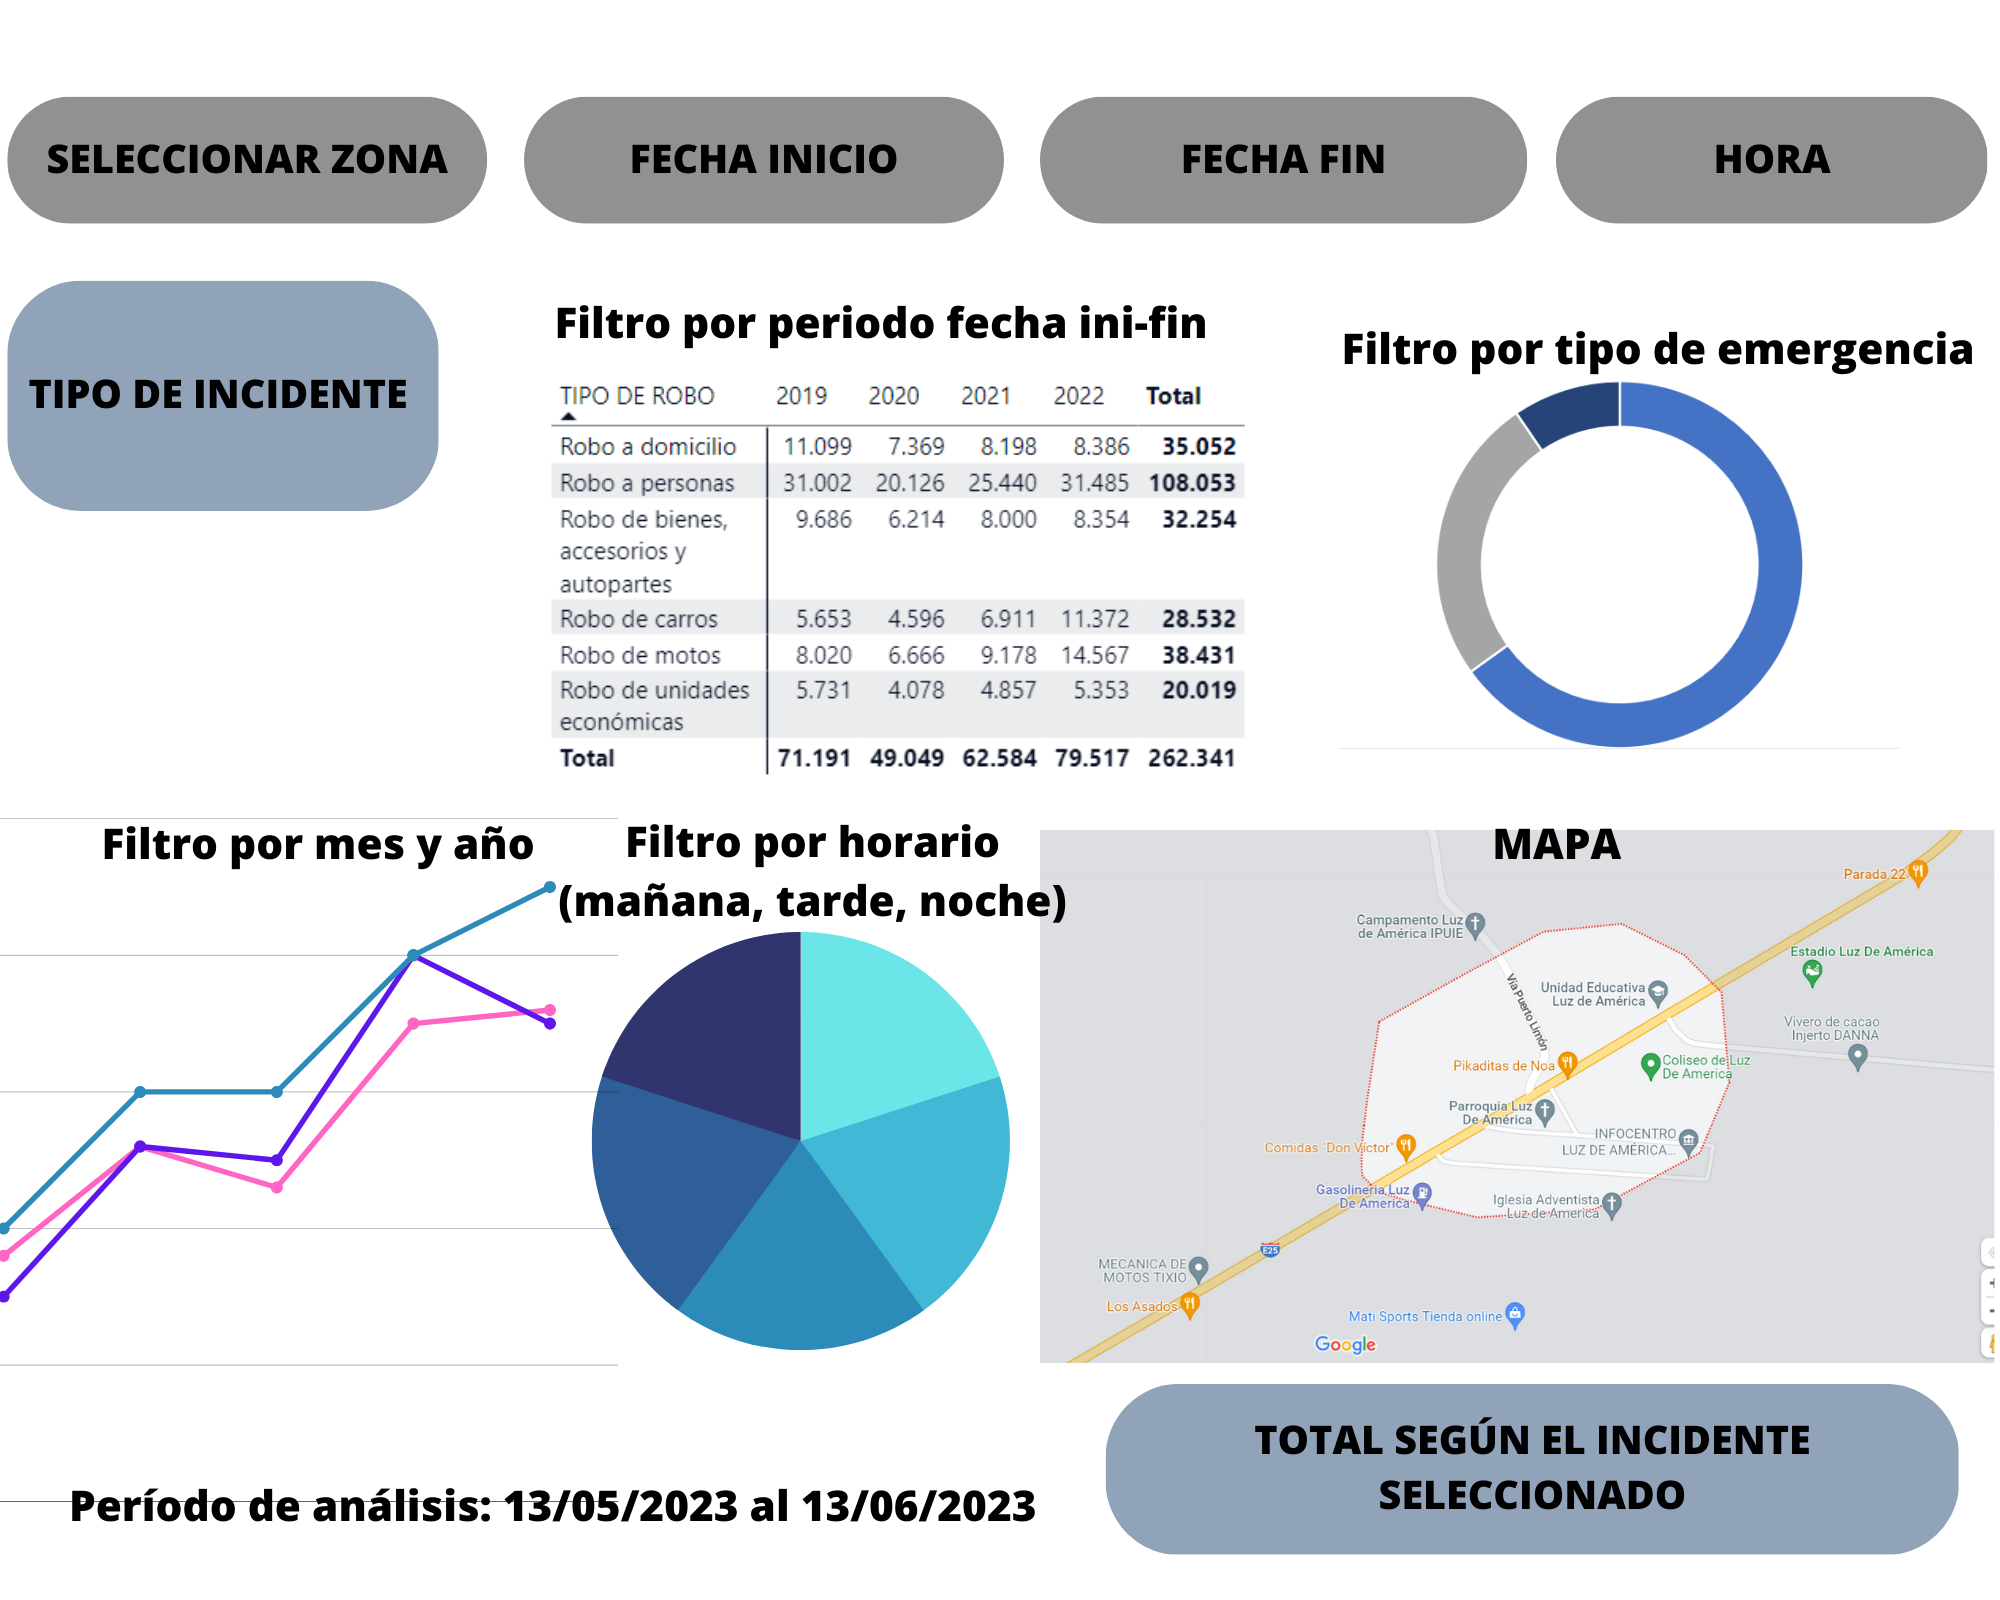 SELECCIONAR ZONA
FECHA INICIO
FECHA FIN
HORA
TIPO DE INCIDENTE
Filtro por periodo fecha ini-fin
TIPO DE ROBO 2019 2020 2021 2022 Total
Robo a domicilio 11.099 7.369 8.198 8.386 35.052
Robo a personas 31.002 20.126 25.440 31.485 108.053
Robo de bienes, 9.686 6.214 8.000 8.354 32.254
accesorios y
autopartes
Robo de carros 5.653 4.596 6.911 11.372 28.532
Robo de motos 8.020 6.666 9.178 14.567 38.431
Robo de unidades 5.731 4.078 4.857 5.353 20.019
económicas
Total 71.191 49.049 62.584 79.517 262.341
Filtro por tipo de emergencia
Filtro por mes y año
Filtro por horario
(mañana, tarde, noche)
MAPA
Parada 22
Campamento Luz
de América IPUIE
Estadio Luz De América
Vía Puerto Limón
Unidad Educativa
Luz de América
Vivero de cacao
Injerto DANNA
Pikaditas de Noa
Coliseo de Luz
De America
Parroquia Luz
De América
INFOCENTRO
LUZ DE AMÉRICA...
Comidas "Don Victor"
Gasolineria Luz
De America
Iglesia Adventista
Luz de America
E25
MECANICA DE
MOTOS TIXIO
Los Asados
Mati Sports Tienda online
Google
Período de análisis: 13/05/2023 al 13/06/2023
TOTAL SEGÚN EL INCIDENTE
SELECCIONADO